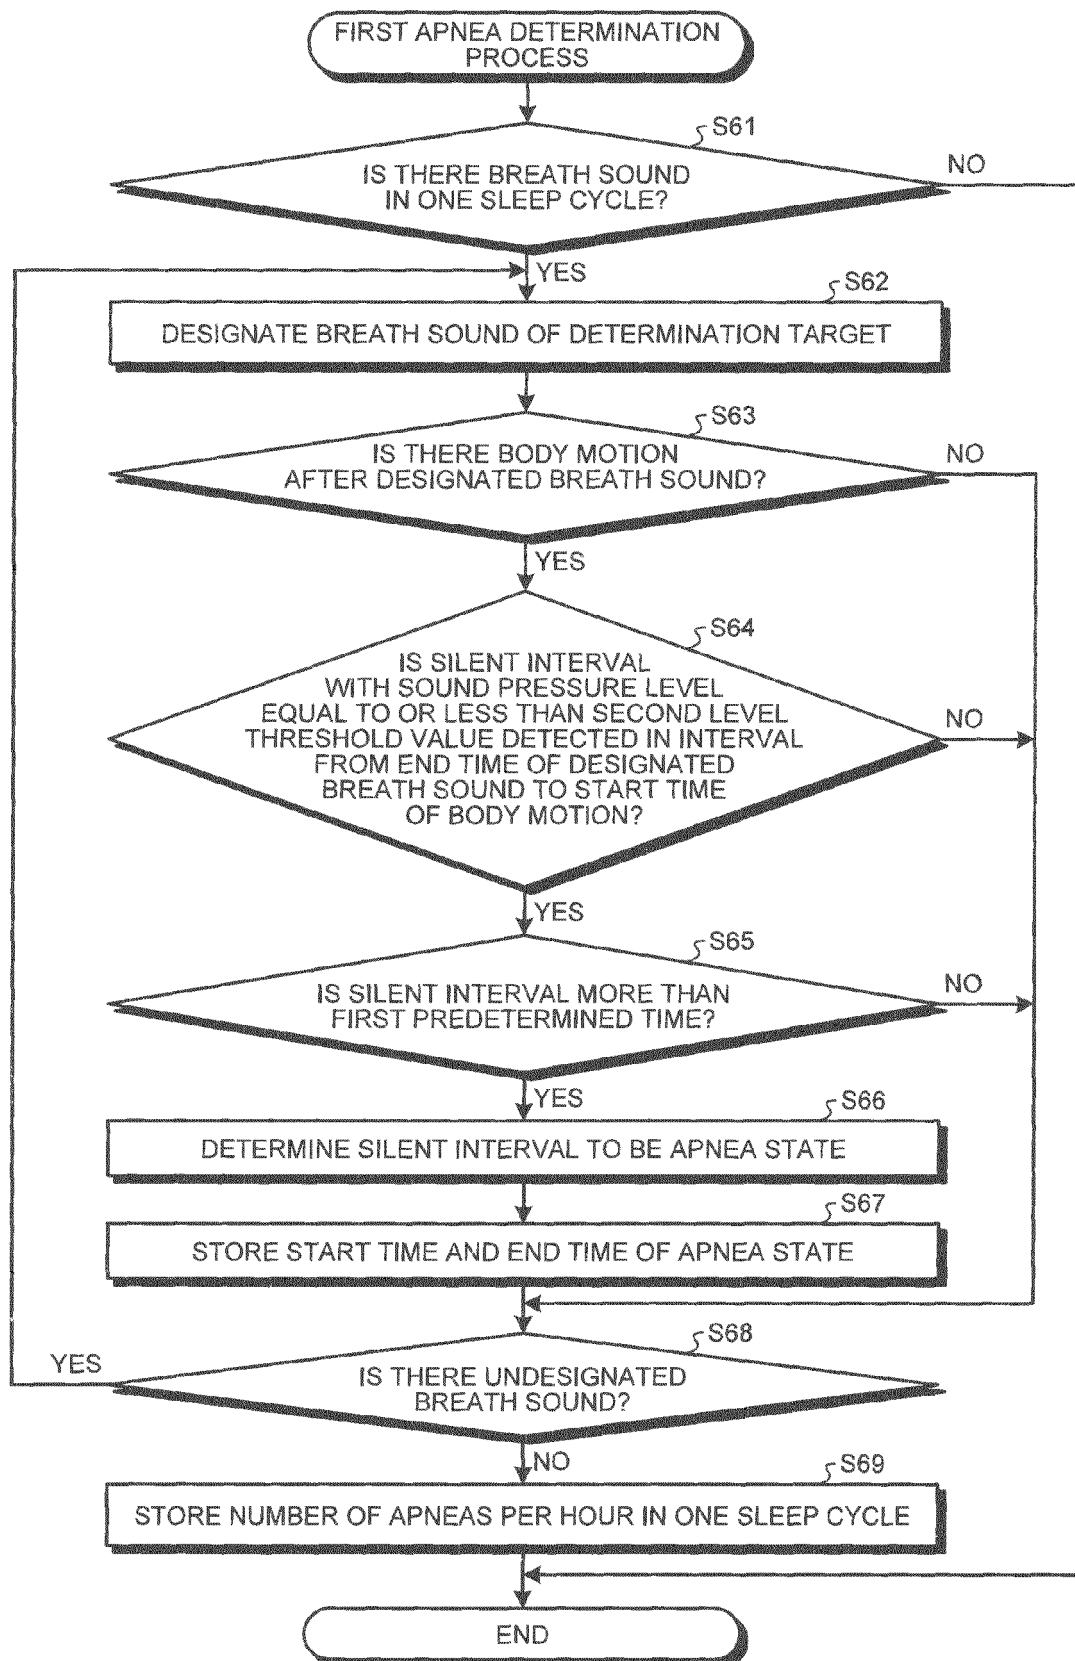 FIRST APNEA DETERMINATION
PROCESS
S61
IS THERE BREATH SOUND
IN ONE SLEEP CYCLE?
NO
YES
S62
DESIGNATE BREATH SOUND OF DETERMINATION TARGET
S63
IS THERE BODY MOTION
AFTER DESIGNATED BREATH SOUND?
NO
YES
S64
IS SILENT INTERVAL
WITH SOUND PRESSURE LEVEL
EQUAL TO OR LESS THAN SECOND LEVEL
THRESHOLD VALUE DETECTED IN INTERVAL
FROM END TIME OF DESIGNATED
BREATH SOUND TO START TIME
OF BODY MOTION?
NO
YES
S65
IS SILENT INTERVAL MORE THAN
FIRST PREDETERMINED TIME?
NO
YES
S66
DETERMINE SILENT INTERVAL TO BE APNEA STATE
S67
STORE START TIME AND END TIME OF APNEA STATE
S68
YES
IS THERE UNDESIGNATED
BREATH SOUND?
NO
S69
STORE NUMBER OF APNEAS PER HOUR IN ONE SLEEP CYCLE
END